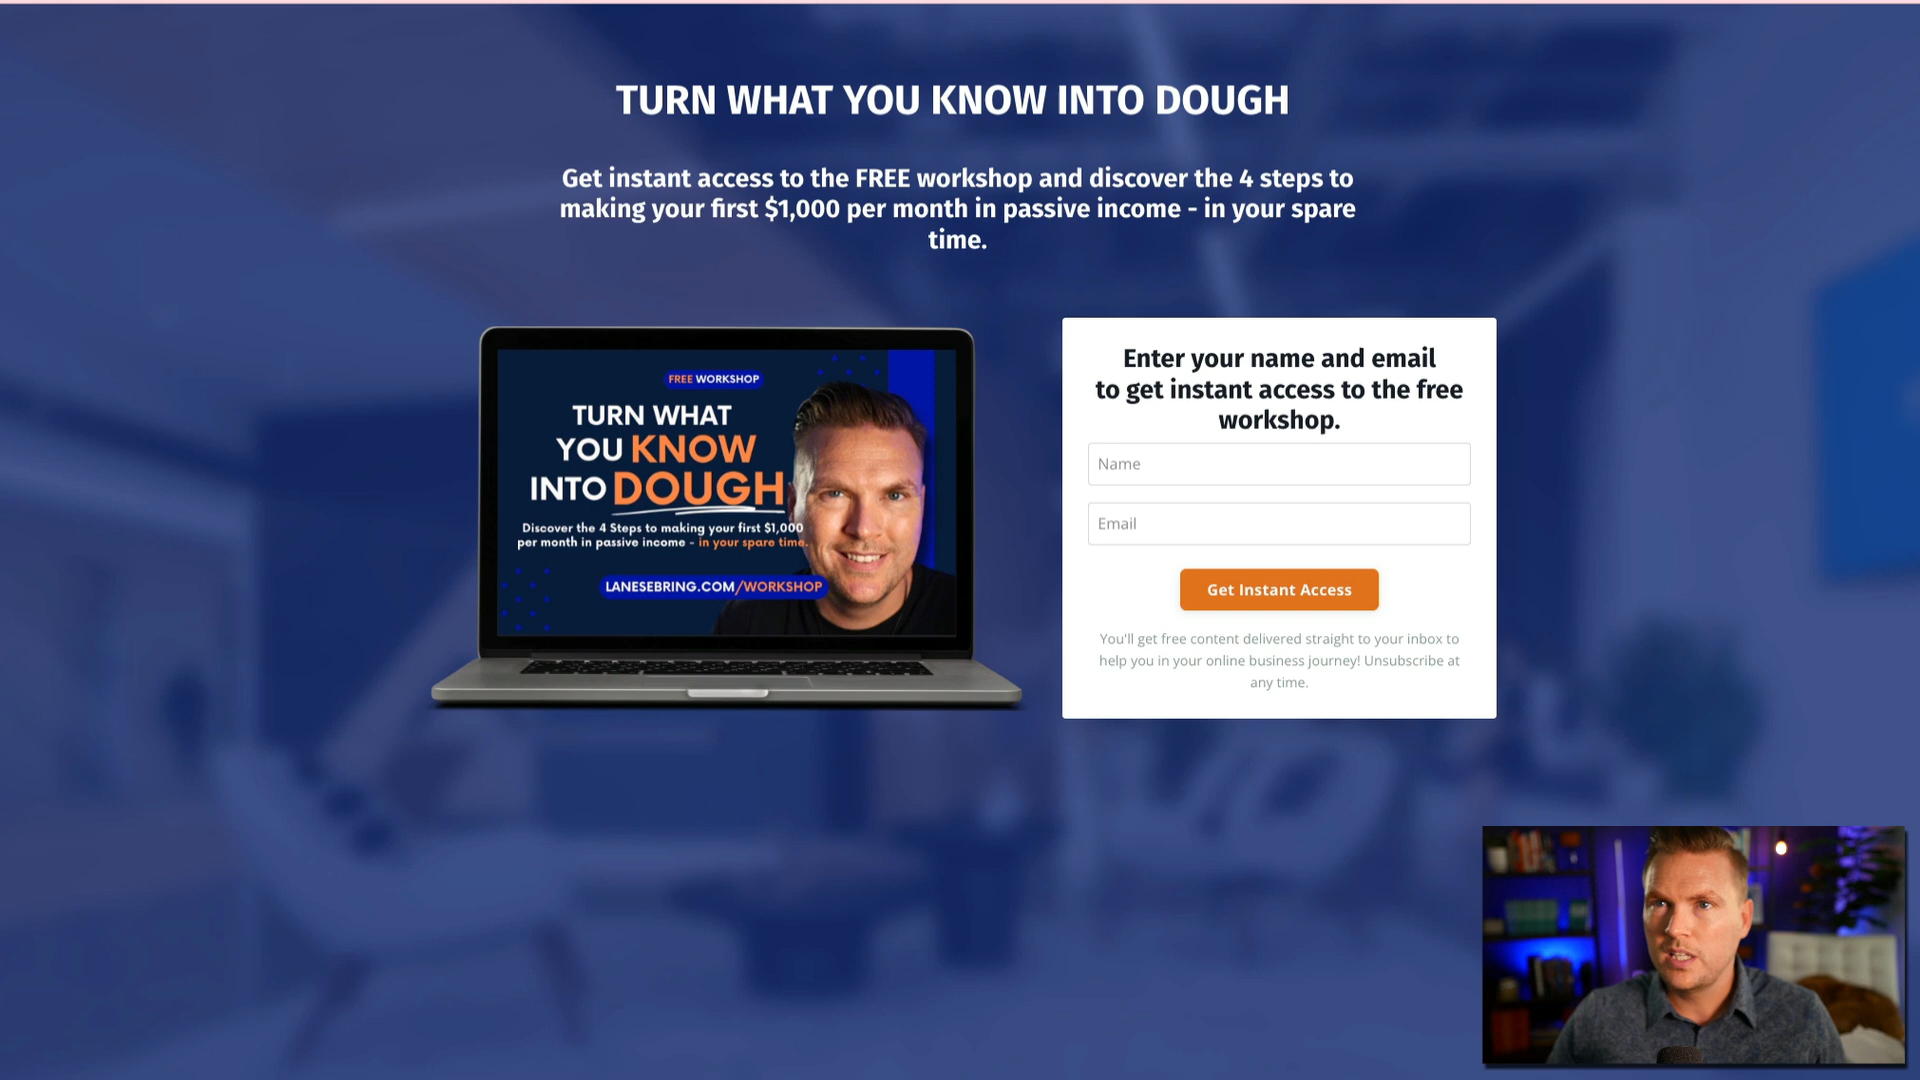 TURN WHAT YOU KNOW INTO DOUGH
Get instant access to the FREE workshop and discover the 4 steps to
making your first $1,000 per month in passive income - in your spare
time.
FREE WORKSHOP
TURN WHAT
YOU KNOW
INTO DOUGH
Discover the 4 Steps to making your first $1,000
per month in passive income - in your spare time.
LANESEBRING.COM/WORKSHOP
Enter your name and email
to get instant access to the free
workshop.
Name
Email
Get Instant Access
You'll get free content delivered straight to your inbox to
help you in your online business journey! Unsubscribe at
any time.